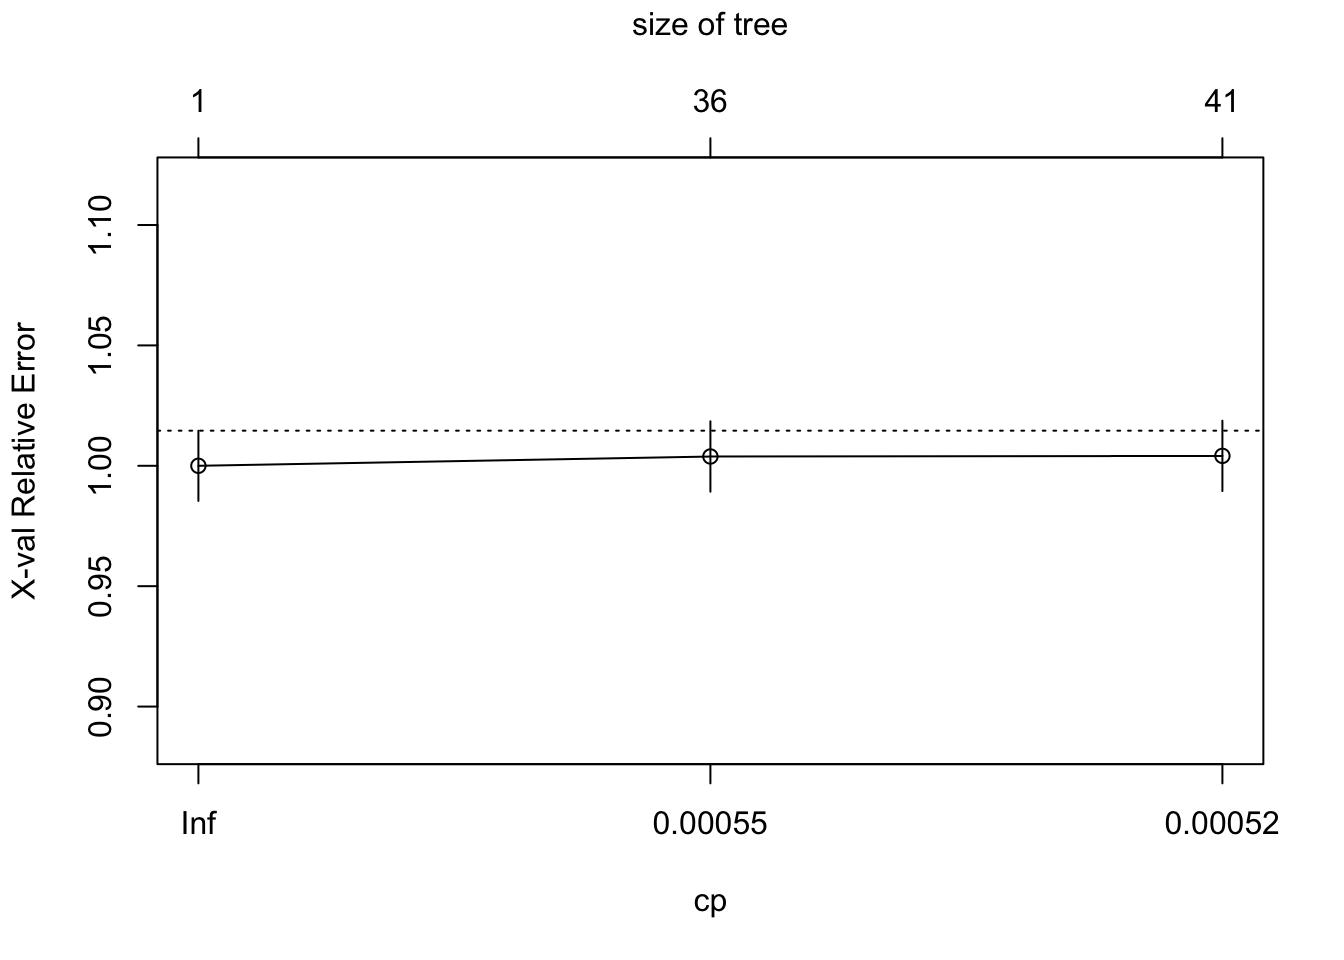 size of tree
1 36 41
1.10
1.05
1.00
0.95
0.90
X-val Relative Error
Inf 0.00055 0.00052
cp